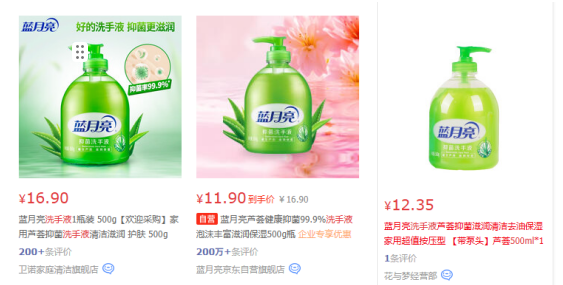 蓝月亮 好的洗手液 抑菌更滋润
抑菌率99.9%
蓝月亮
抑菌洗手液
蓝月亮
抑菌洗手液
蓝月亮
抑菌洗手液
¥16.90
蓝月亮洗手液1瓶装 500g【欢迎采购】家
用芦荟抑菌洗手液清洁滋润 护肤 500g
200+条评价
卫诺家庭清洁旗舰店
¥11.90 到手价 ¥16.90
自营 蓝月亮芦荟健康抑菌99.9%洗手液
泡沫丰富滋润保湿500g瓶 企业专享优惠
200万+条评价
蓝月亮京东自营旗舰店
¥12.35
蓝月亮洗手液芦荟抑菌滋润清洁去油保湿
家用超值按压型 【带泵头】芦荟500ml*1
1条评价
花与梦经营部